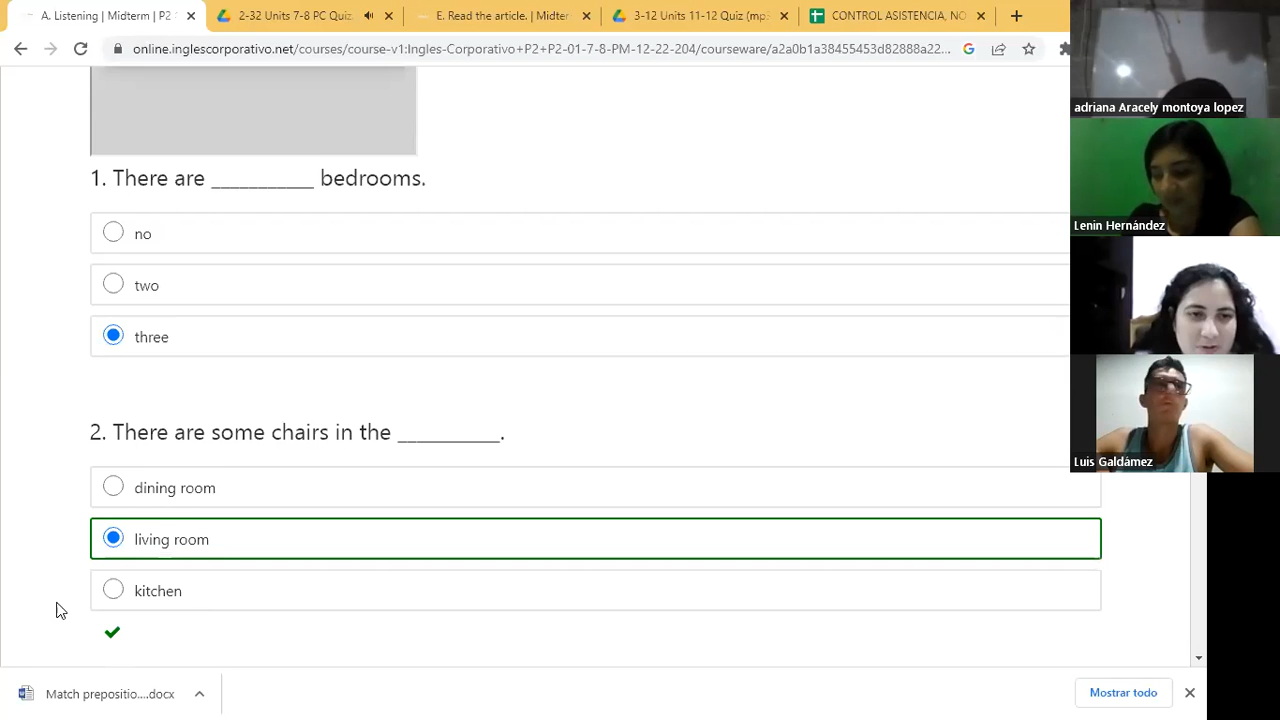 A. Listening | Midterm | P2
2-32 Units 7-8 PC Quiz.
E. Read the article. | Midter
3-12 Units 11-12 Quiz (mp
CONTROL ASISTENCIA, NO
online.inglescorporativo.net/courses/course-v1:Ingles-Corporativo+P2+P2-01-7-8-PM-12-22-204/courseware/a2a0b1a38455453d82888a22...
adriana Aracely montoya lopez
1. There are ___________ bedrooms.
no
two
three
Lenin Hernández
2. There are some chairs in the ___________.
dining room
living room
kitchen
Luis Galdámez
Match prepositio....docx
Mostrar todo